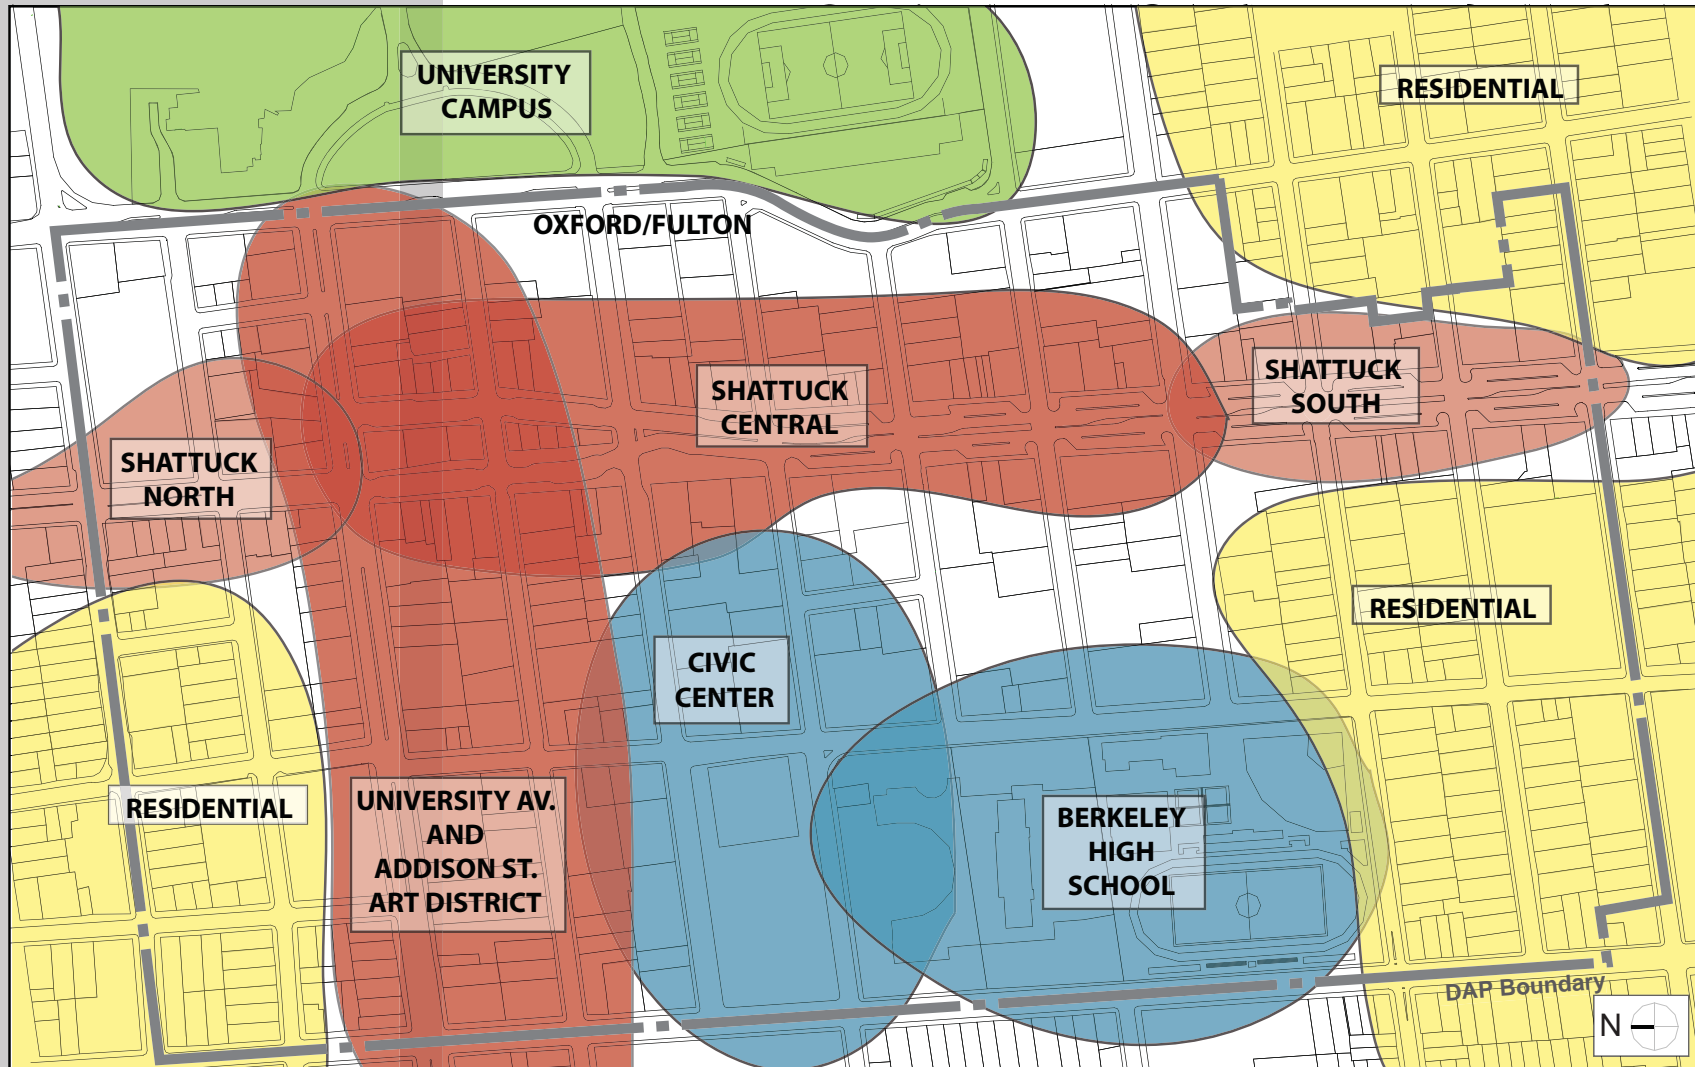 UNIVERSITY
CAMPUS
RESIDENTIAL
OXFORD/FULTON
SHATTUCK
CENTRAL
SHATTUCK
SOUTH
SHATTUCK
NORTH
RESIDENTIAL
CIVIC
CENTER
RESIDENTIAL
UNIVERSITY AV.
AND
ADDISON ST.
ART DISTRICT
BERKELEY
HIGH
SCHOOL
DAP Boundary
N